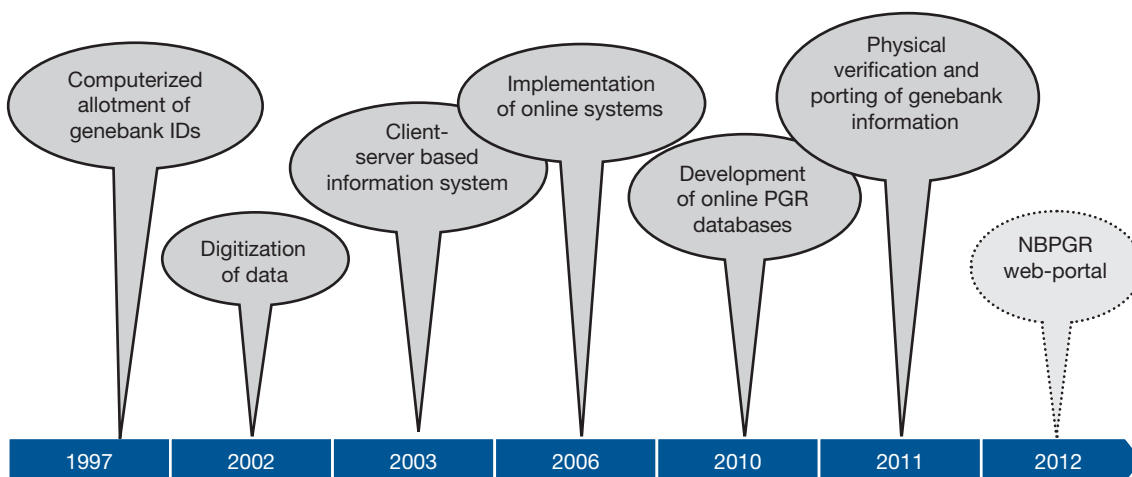 Computerized
allotment of
genebank IDs
Digitization
of data
Client-
server based
information system
Implementation
of online systems
Development
of online PGR
databases
Physical
verification and
porting of genebank
information
NBPGR
web-portal
1997
2002
2003
2006
2010
2011
2012